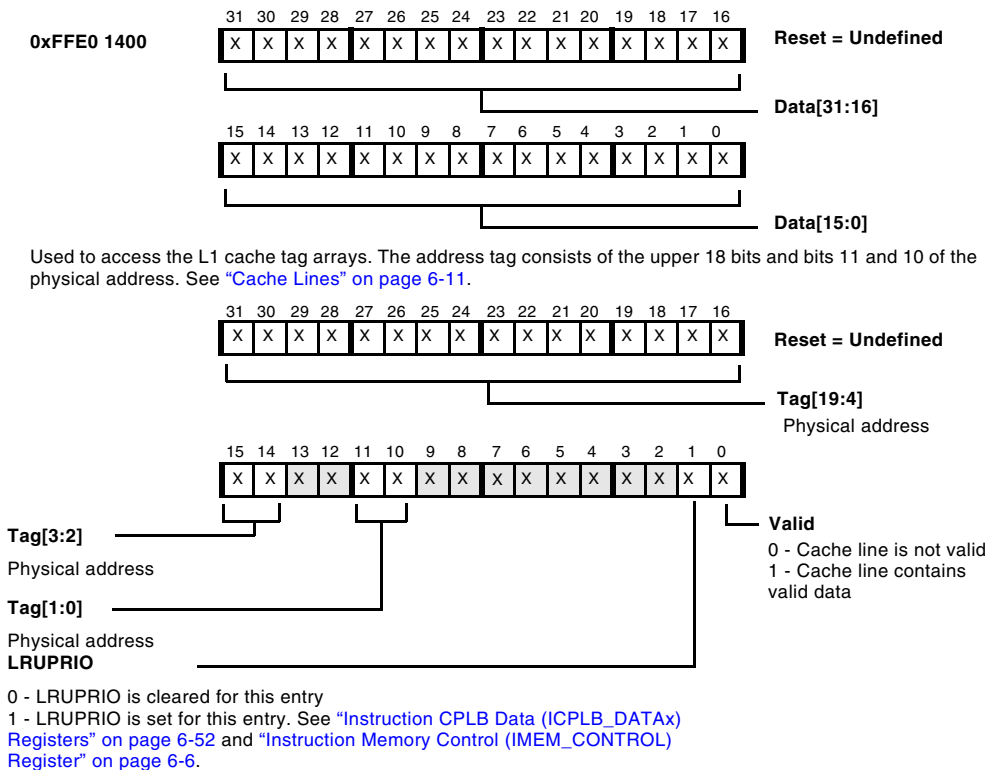 31 30 29 28 27 26 25 24 23 22 21 20 19 18 17 16
0xFFE0 1400
X X X X X X X X X X X X X X X X
Reset = Undefined
Data[31:16]
15 14 13 12 11 10 9 8 7 6 5 4 3 2 1 0
X X X X X X X X X X X X X X X X
Data[15:0]
Used to access the L1 cache tag arrays. The address tag consists of the upper 18 bits and bits 11 and 10 of the
physical address. See “Cache Lines” on page 6-11.
31 30 29 28 27 26 25 24 23 22 21 20 19 18 17 16
X X X X X X X X X X X X X X X X
Reset = Undefined
Tag[19:4]
Physical address
15 14 13 12 11 10 9 8 7 6 5 4 3 2 1 0
X X X X X X X X X X X X X X X X
Tag[3:2]
Physical address
Tag[1:0]
Physical address
LRUPRIO
Valid
0 - Cache line is not valid
1 - Cache line contains
valid data
0 - LRUPRIO is cleared for this entry
1 - LRUPRIO is set for this entry. See “Instruction CPLB Data (ICPLB_DATAx)
Registers” on page 6-52 and “Instruction Memory Control (IMEM_CONTROL)
Register” on page 6-6.